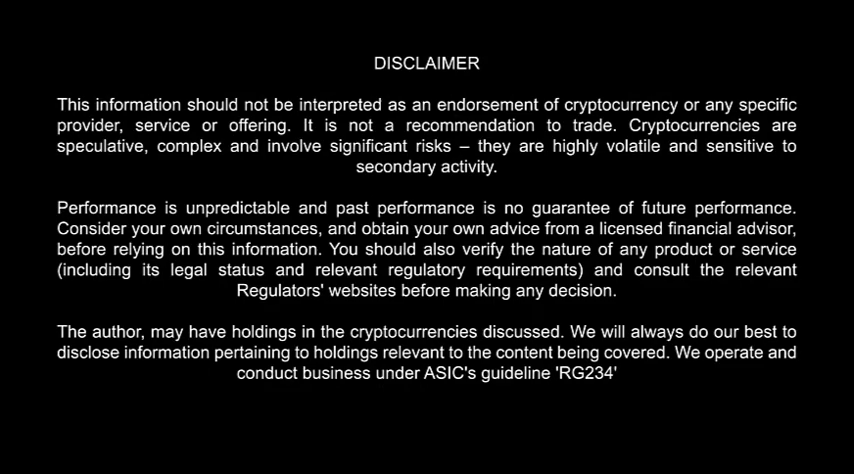 DISCLAIMER
This information should not be interpreted as an endorsement of cryptocurrency or any specific
provider, service or offering. It is not a recommendation to trade. Cryptocurrencies are
speculative, complex and involve significant risks – they are highly volatile and sensitive to
secondary activity.
Performance is unpredictable and past performance is no guarantee of future performance.
Consider your own circumstances, and obtain your own advice from a licensed financial advisor,
before relying on this information. You should also verify the nature of any product or service
(including its legal status and relevant regulatory requirements) and consult the relevant
Regulators' websites before making any decision.
The author, may have holdings in the cryptocurrencies discussed. We will always do our best to
disclose information pertaining to holdings relevant to the content being covered. We operate and
conduct business under ASIC's guideline 'RG234'